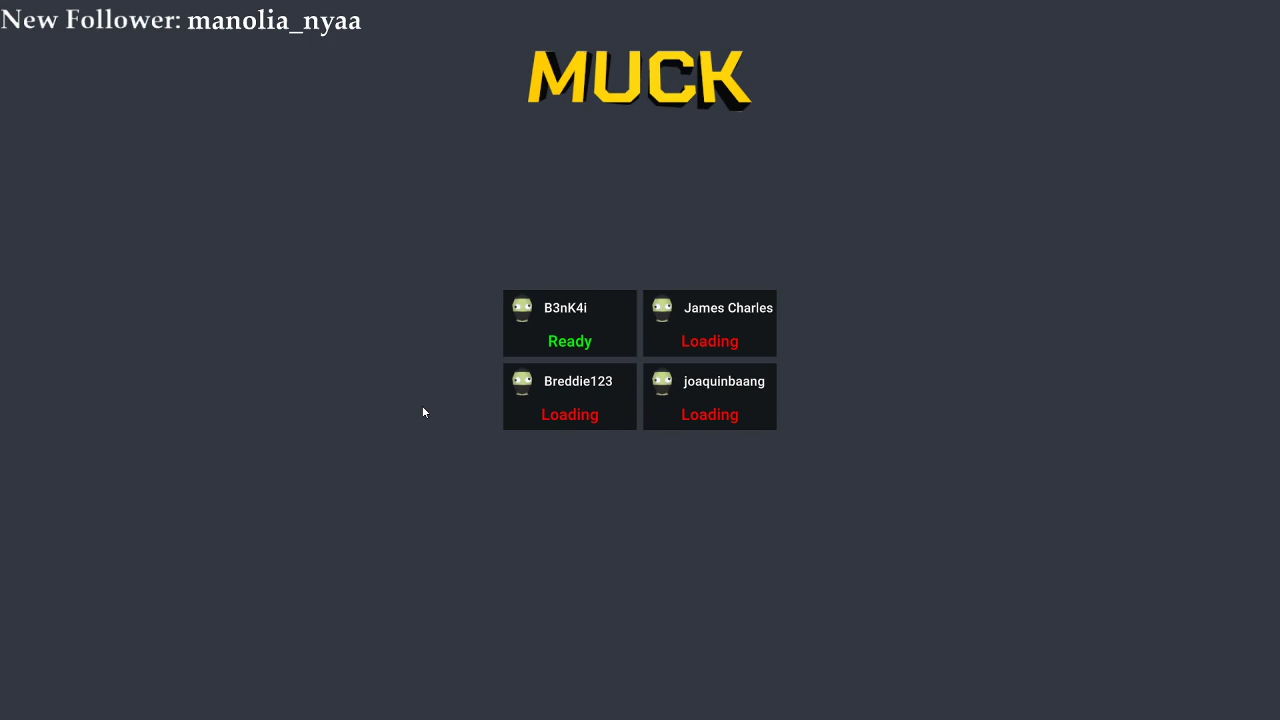 New Follower: manolia_nyaa
MUCK
B3nK4i
Ready
James Charles
Loading
Breddie123
Loading
joaquinbaang
Loading